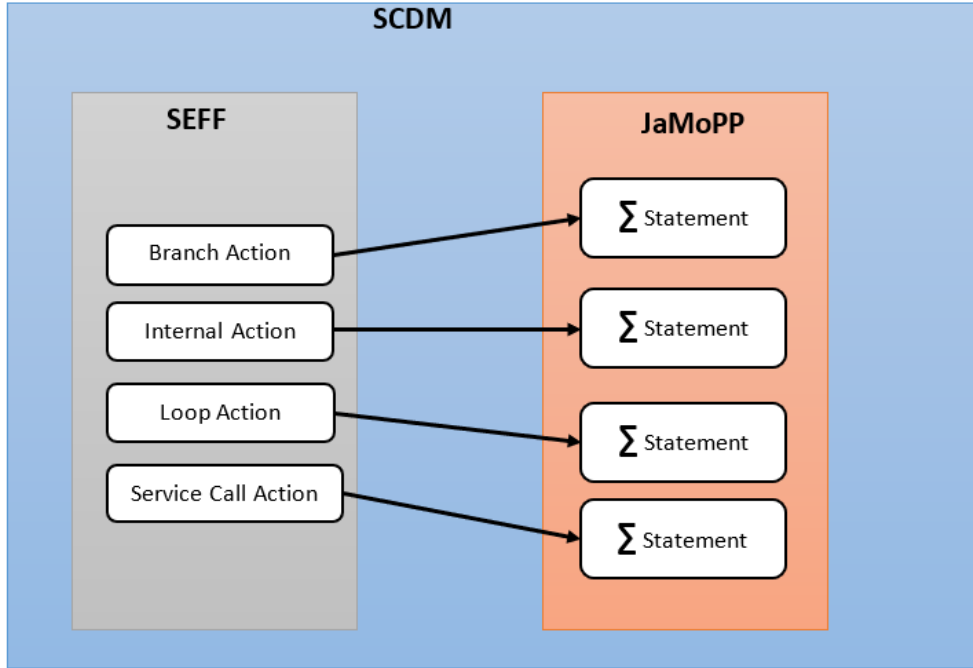 SCDM
SEFF
JaMoPP
Branch Action
Internal Action
Loop Action
Service Call Action
Σ Statement
Σ Statement
Σ Statement
Σ Statement